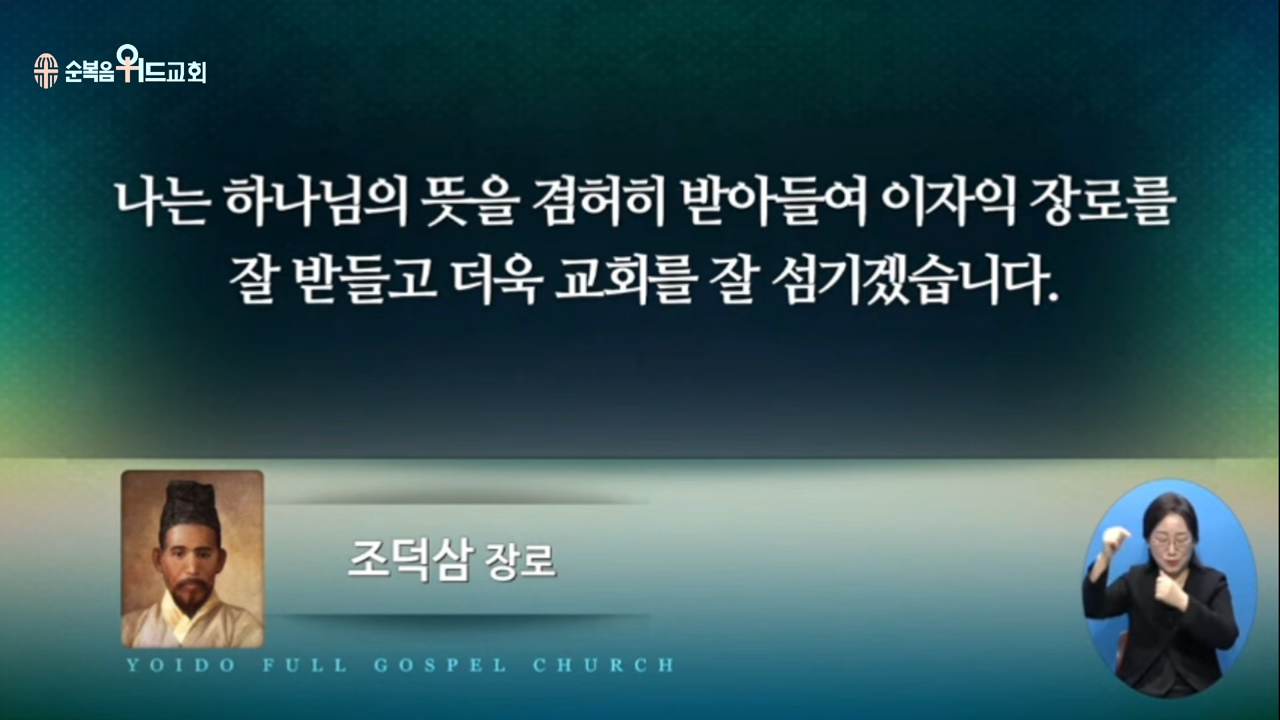 순복음위드교회
나는 하나님의 뜻을 겸허히 받아들여 이자익 장로를
잘 받들고 더욱 교회를 잘 섬기겠습니다.
조덕삼 장로
YOIDO FULL GOSPEL CHURCH